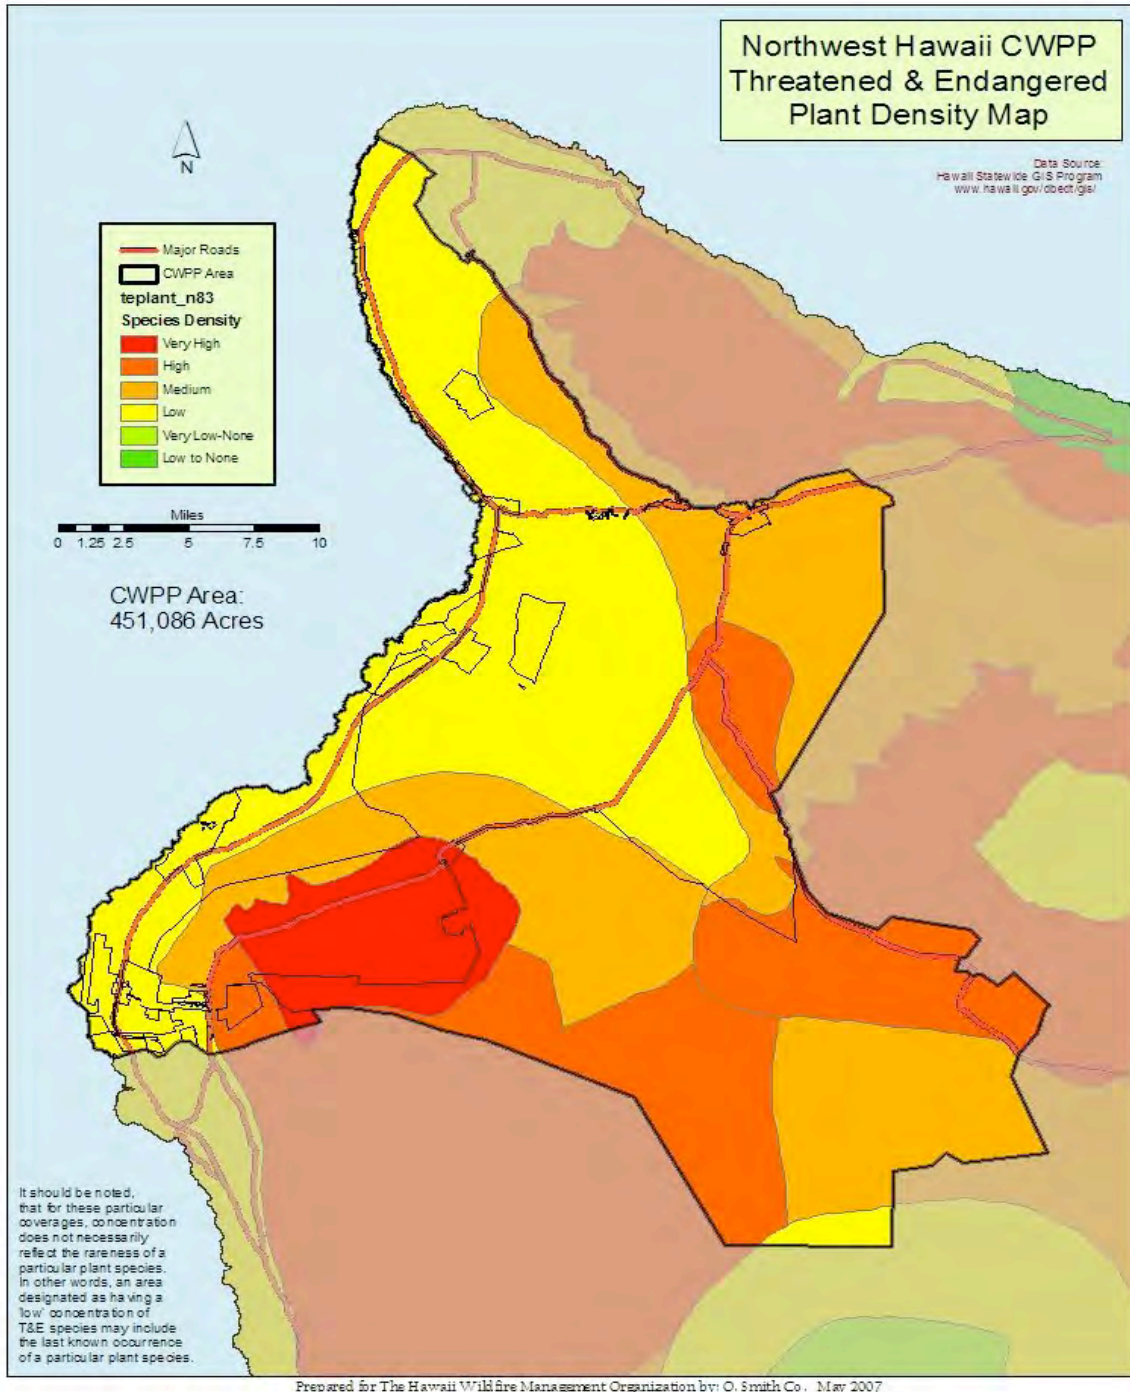 Northwest Hawaii CWPP
Threatened & Endangered
Plant Density Map
Data Source:
Hawaii Statewide GIS Program
www.hawaii.gov/dbedt/gis/
N
Major Roads
CWPP Area
teplant_n83
Species Density
Very High
High
Medium
Low
Very Low-None
Low to None
Miles
0 1.25 2.5 5 7.5 10
CWPP Area:
451,086 Acres
It should be noted,
that for these particular
coverages, concentration
does not necessarily
reflect the rareness of a
particular plant species.
In other words, an area
designated as having a
'low' concentration of
T&E species may include
the last known occurrence
of a particular plant species.
Prepared for The Hawaii Wildfire Management Organization by: O. Smith Co., May 2007